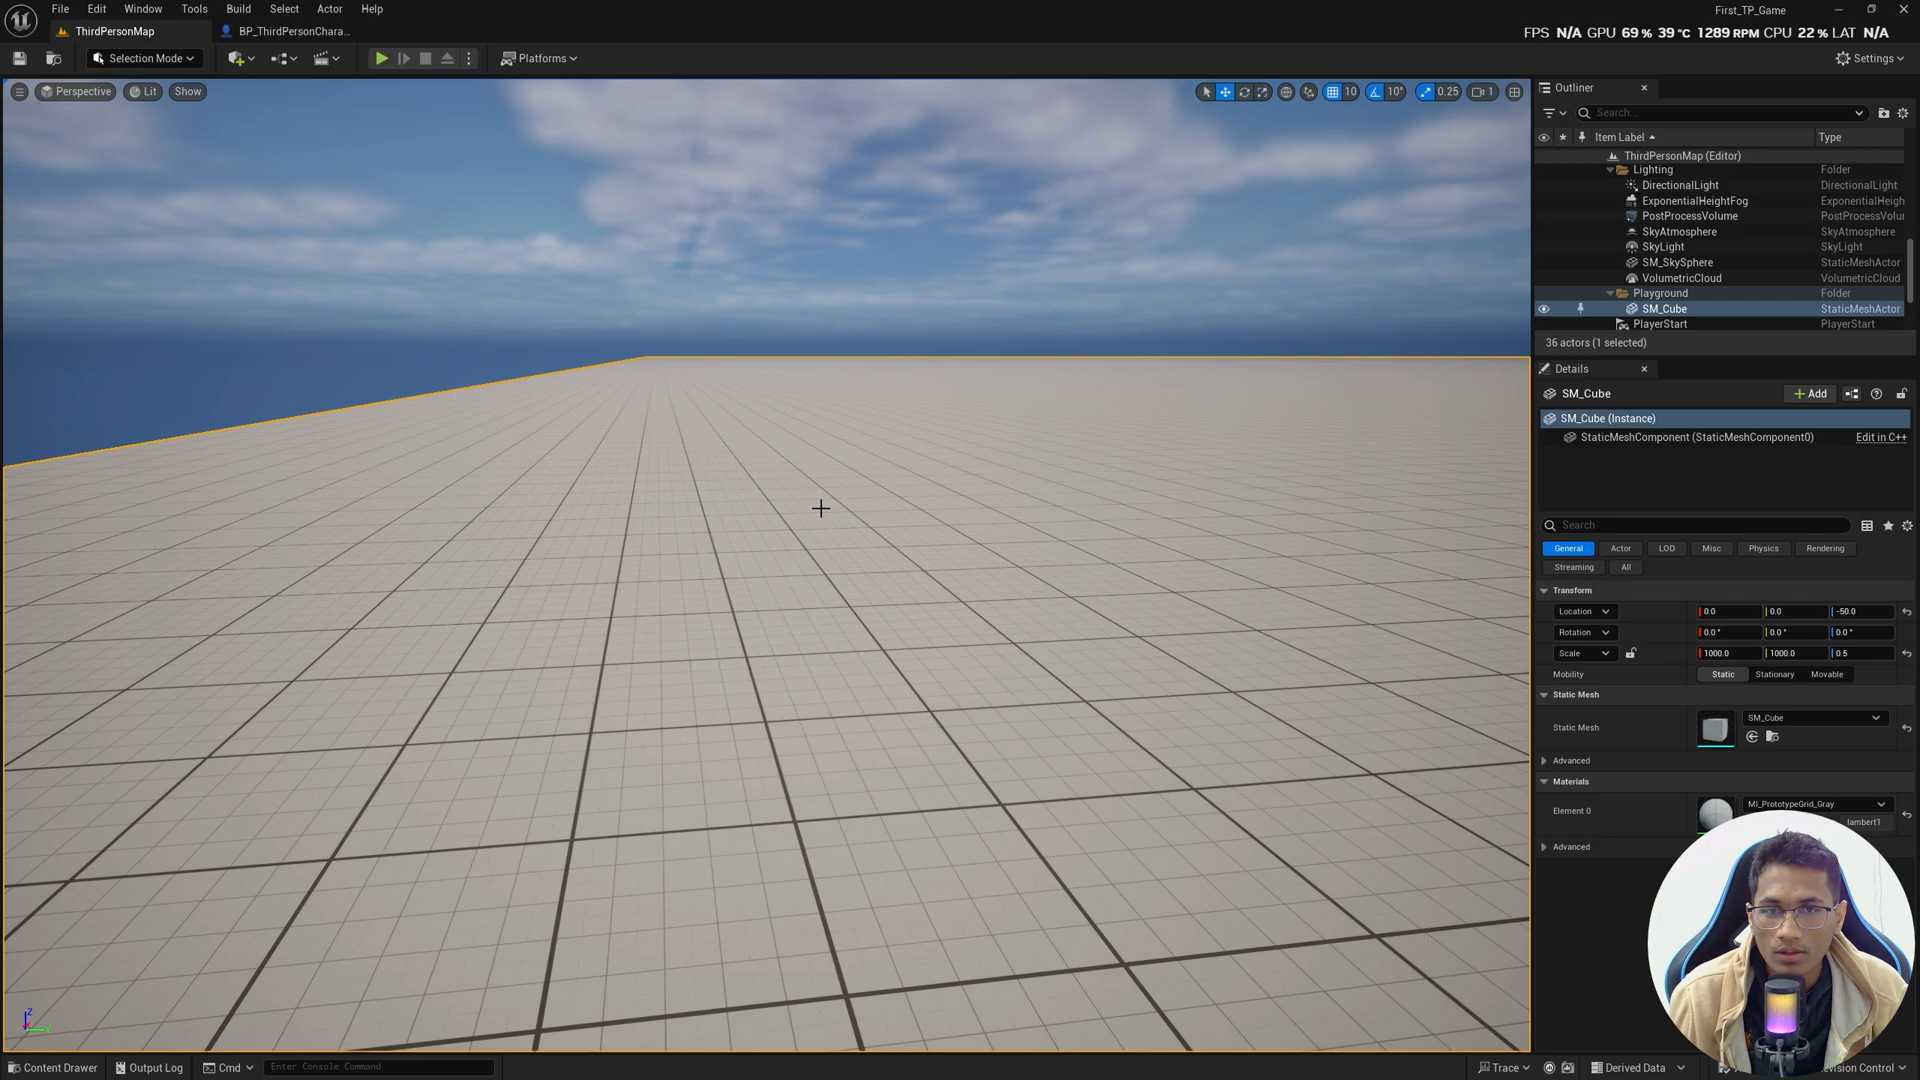 File Edit Window Tools Build Select Actor Help First_TP_Game
ThirdPersonMap BP_ThirdPersonChara...
FPS N/A GPU 69 % 39 °C 1289 RPM CPU 22 % LAT N/A
Selection Mode Platforms Settings
Perspective Lit Show 10 10° 0.25 1
Outliner
Search...
Item Label Type
ThirdPersonMap (Editor)
Lighting Folder
DirectionalLight DirectionalLight
ExponentialHeightFog ExponentialHeigh
PostProcessVolume PostProcessVolur
SkyAtmosphere SkyAtmosphere
SkyLight SkyLight
SM_SkySphere StaticMeshActor
VolumetricCloud VolumetricCloud
Playground Folder
SM_Cube StaticMeshActor
PlayerStart PlayerStart
36 actors (1 selected)
Details
SM_Cube Add
SM_Cube (Instance)
StaticMeshComponent (StaticMeshComponent0) Edit in C++
Search
General Actor LOD Misc Physics Rendering
Streaming All
Transform
Location 0.0 0.0 -50.0
Rotation 0.0 ° 0.0 ° 0.0 °
Scale 1000.0 1000.0 0.5
Mobility Static Stationary Movable
Static Mesh
Static Mesh SM_Cube
Advanced
Materials
Element 0 MI_PrototypeGrid_Gray
lambert1
Advanced
Z
Y
Content Drawer Output Log Cmd Enter Console Command Trace Derived Data Control